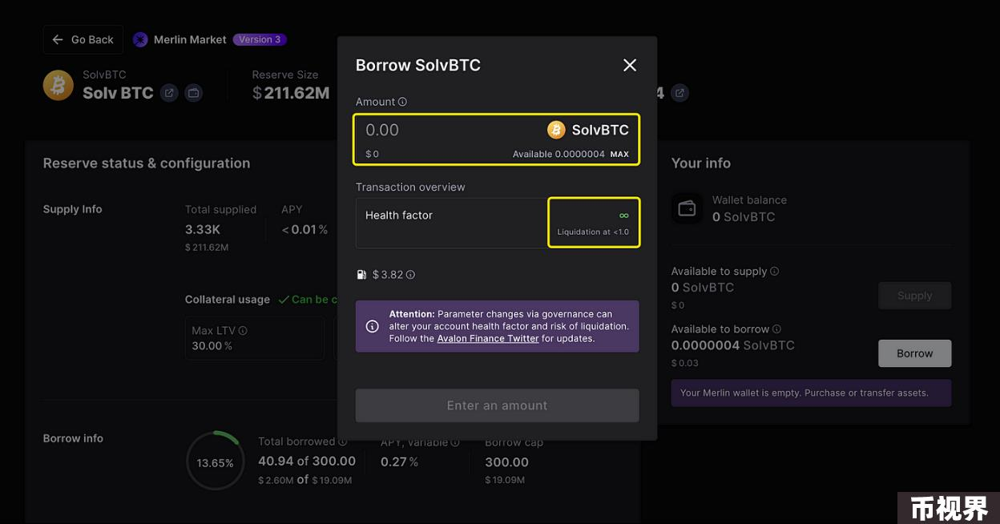 Go Back
Merlin Market
Version 3
SolvBTC
Solv BTC
Reserve Size
$211.62M
4
Borrow SolvBTC
Amount
0.00
SolvBTC
$0
Available 0.0000004 MAX
Transaction overview
Health factor
∞
Liquidation at <1.0
$3.82
Attention: Parameter changes via governance can
alter your account health factor and risk of liquidation.
Follow the Avalon Finance Twitter for updates.
Enter an amount
Reserve status & configuration
Supply Info
Total supplied
3.33K
$211.62M
APY
<0.01%
Collateral usage
Can be c
Max LTV
30.00%
Borrow info
13.65%
Total borrowed
40.94 of 300.00
$2.60M of $19.09M
APY, variable
0.27%
Borrow cap
300.00
$19.09M
Your info
Wallet balance
0 SolvBTC
Available to supply
0 SolvBTC
$0
Supply
Available to borrow
0.0000004 SolvBTC
$0.03
Borrow
Your Merlin wallet is empty. Purchase or transfer assets.
币视界